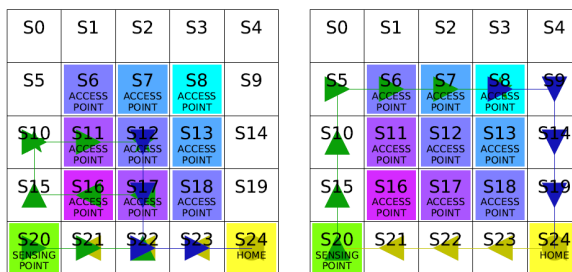 S0 S1 S2 S3 S4
S5 S6 S7 S8 S9
ACCESS POINT ACCESS POINT ACCESS POINT
S10 S11 S12 S13 S14
ACCESS POINT ACCESS POINT ACCESS POINT
S15 S16 S17 S18 S19
ACCESS POINT ACCESS POINT ACCESS POINT
S20 S21 S22 S23 S24
SENSING POINT HOME
S0 S1 S2 S3 S4
S5 S6 S7 S8 S9
ACCESS POINT ACCESS POINT ACCESS POINT
S10 S11 S12 S13 S14
ACCESS POINT ACCESS POINT ACCESS POINT
S15 S16 S17 S18 S19
ACCESS POINT ACCESS POINT ACCESS POINT
S20 S21 S22 S23 S24
SENSING POINT HOME